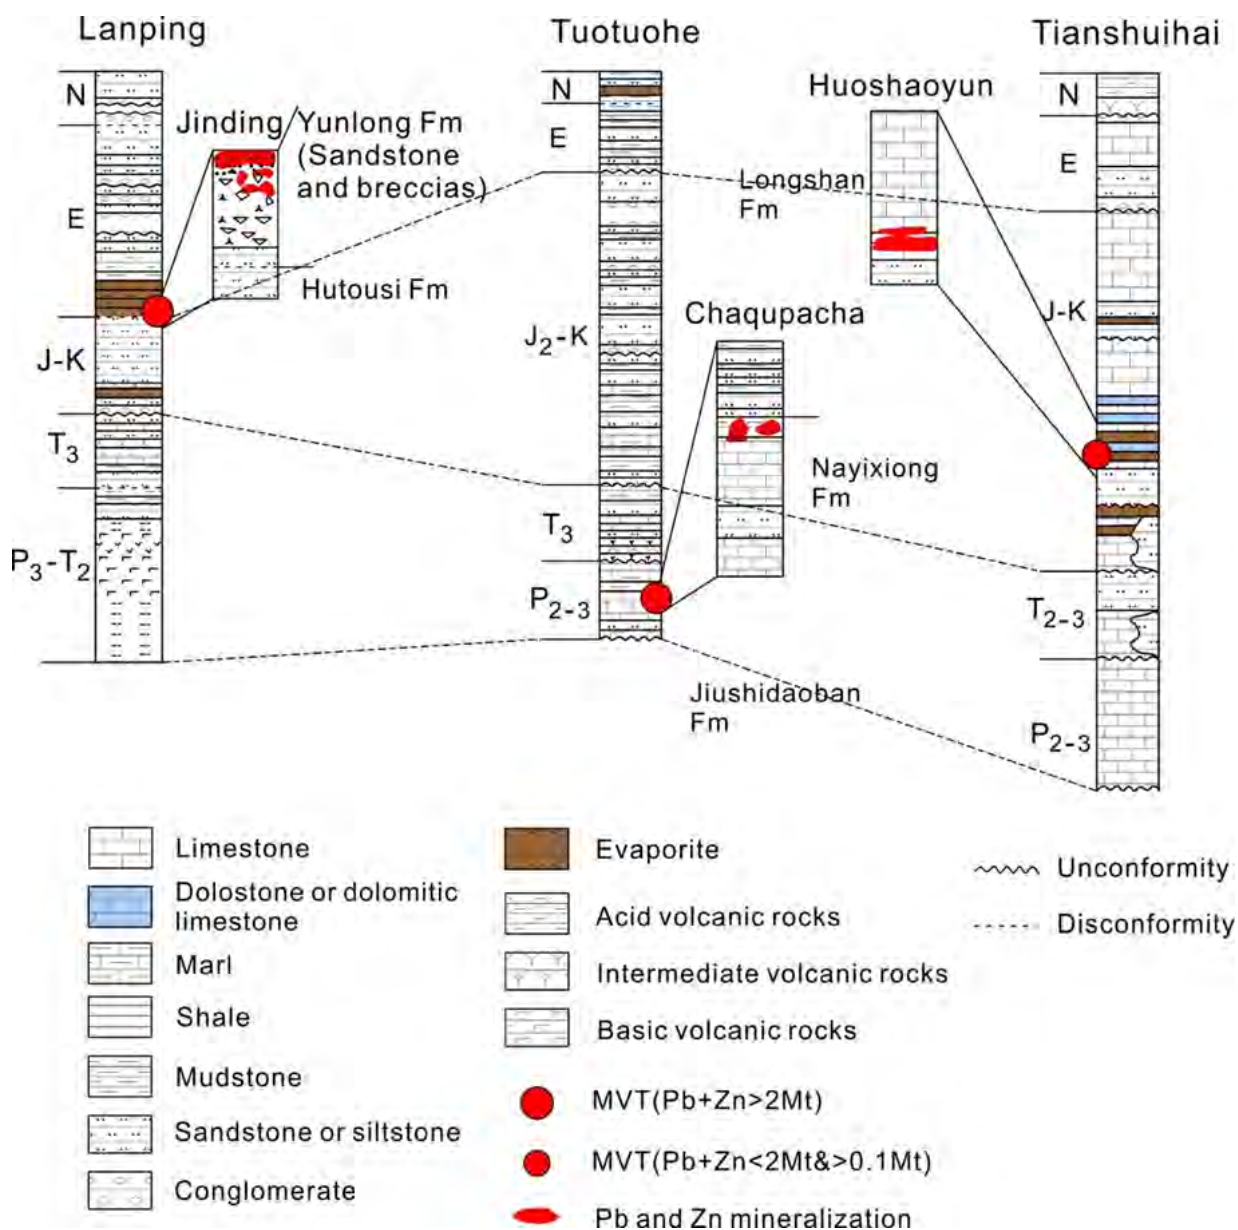 Lanping
Tuotuohe
Tianshuihai
N
E
J-K
T3
P3-T2
Jinding
Yunlong Fm
(Sandstone
and breccias)
Hutousi Fm
N
E
J2-K
T3
P2-3
Chaqupacha
Nayixiong
Fm
Jiushidaoban
Fm
Longshan
Fm
Huoshaoyun
N
E
J-K
T2-3
P2-3
Limestone
Dolostone or dolomitic
limestone
Marl
Shale
Mudstone
Sandstone or siltstone
Conglomerate
Evaporite
Acid volcanic rocks
Intermediate volcanic rocks
Basic volcanic rocks
MVT(Pb+Zn>2Mt)
MVT(Pb+Zn<2Mt&>0.1Mt)
Pb and Zn mineralization
Unconformity
Disconformity